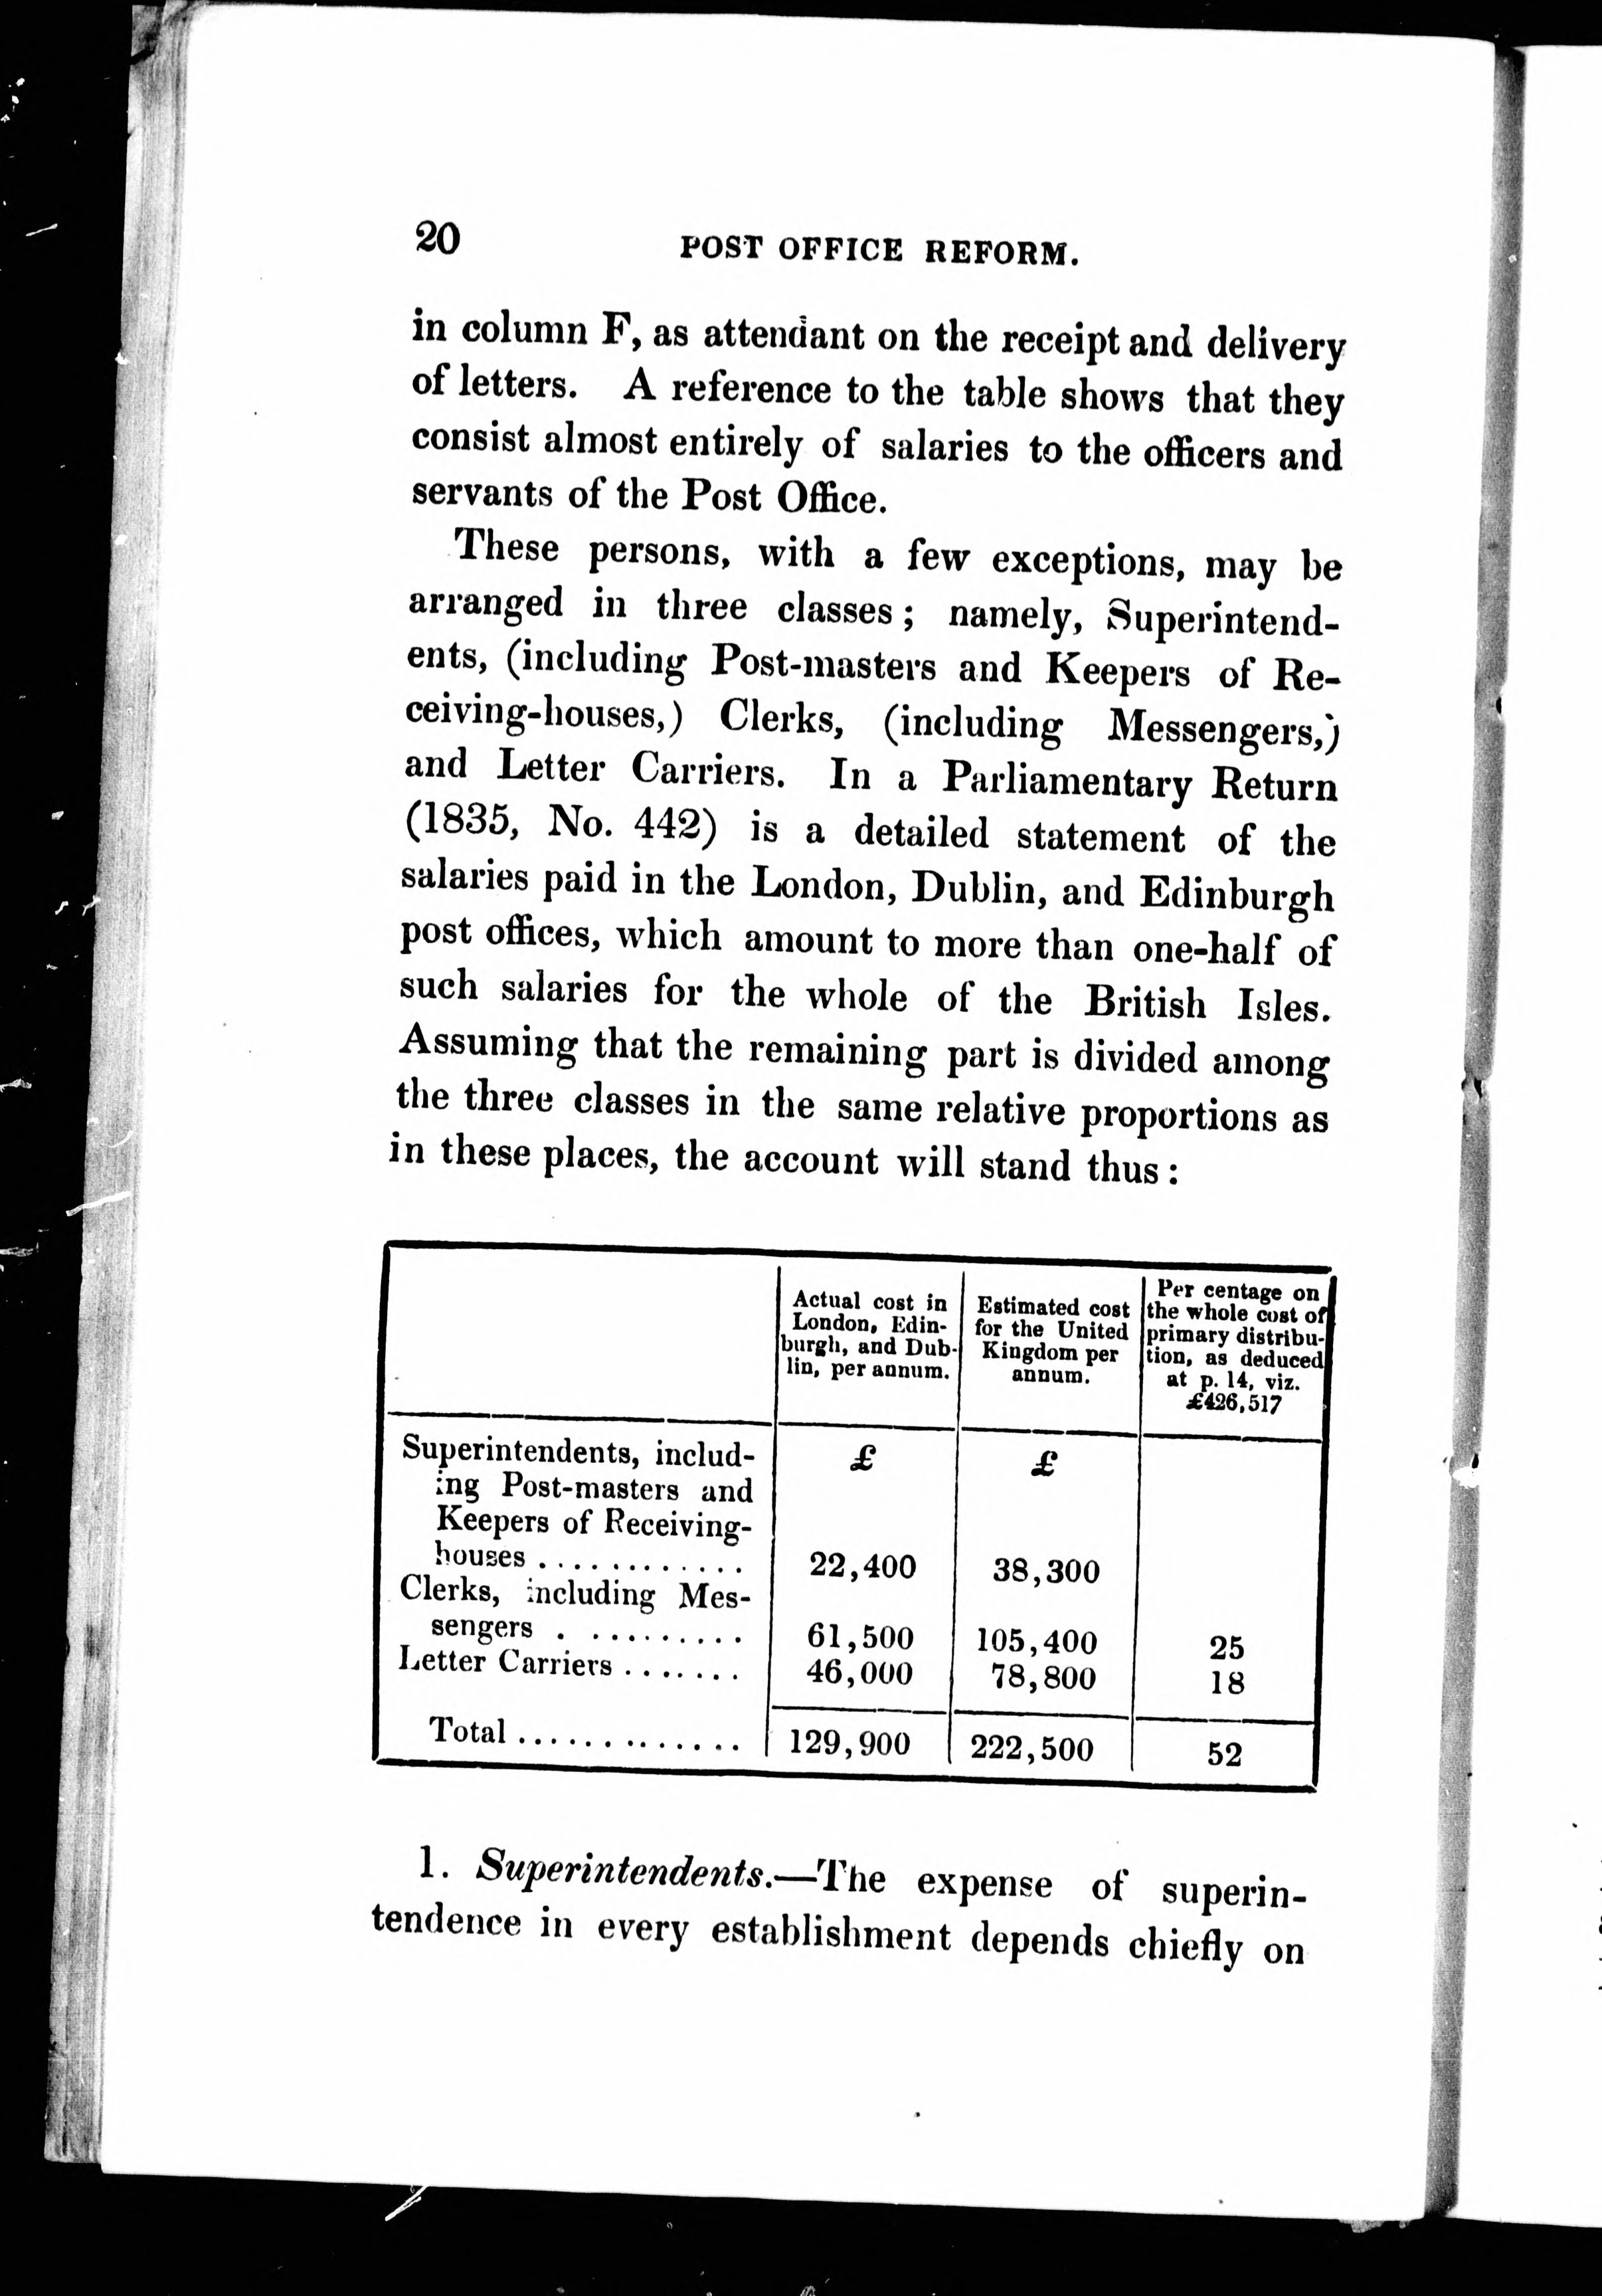 20 POST OFFICE REFORM.
in column F, as attendant on the receipt and delivery
of letters. A reference to the table shows that they
consist almost entirely of salaries to the officers and
servants of the Post Office.
These persons, with a few exceptions, may be
arranged in three classes; namely, Superintend-
ents, (including Post-masters and Keepers of Re-
ceiving-houses,) Clerks, (including Messengers,)
and Letter Carriers. In a Parliamentary Return
(1835, No. 442) is a detailed statement of the
salaries paid in the London, Dublin, and Edinburgh
post offices, which amount to more than one-half of
such salaries for the whole of the British Isles.
Assuming that the remaining part is divided among
the three classes in the same relative proportions as
in these places, the account will stand thus:
Actual cost in
London, Edin-
burgh, and Dub-
lin, per annum.
Estimated cost
for the United
Kingdom per
annum.
Per centage on
the whole cost of
primary distribu-
tion, as deduced
at p. 14, viz.
£426,517
Superintendents, includ- £ £
ing Post-masters and
Keepers of Receiving-
houses ............ 22,400 38,300
Clerks, including Mes-
sengers . ......... 61,500 105,400 25
Letter Carriers ....... 46,000 78,800 18
Total ............. 129,900 222,500 52
1. Superintendents.—The expense of superin-
tendence in every establishment depends chiefly on